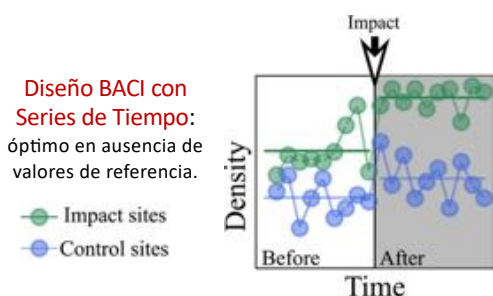 Impact
Diseño BACI con
Series de Tiempo:
óptimo en ausencia de
valores de referencia.
Impact sites
Control sites
Density
Before
After
Time